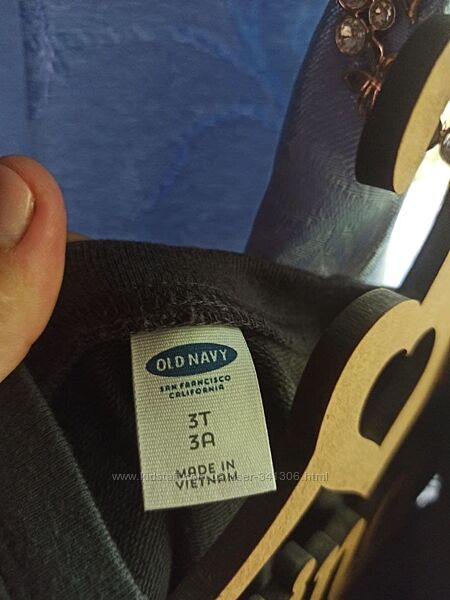 OLD NAVY
SAN FRANCISCO
CALIFORNIA
3T
3A
MADE IN
VIETNAM